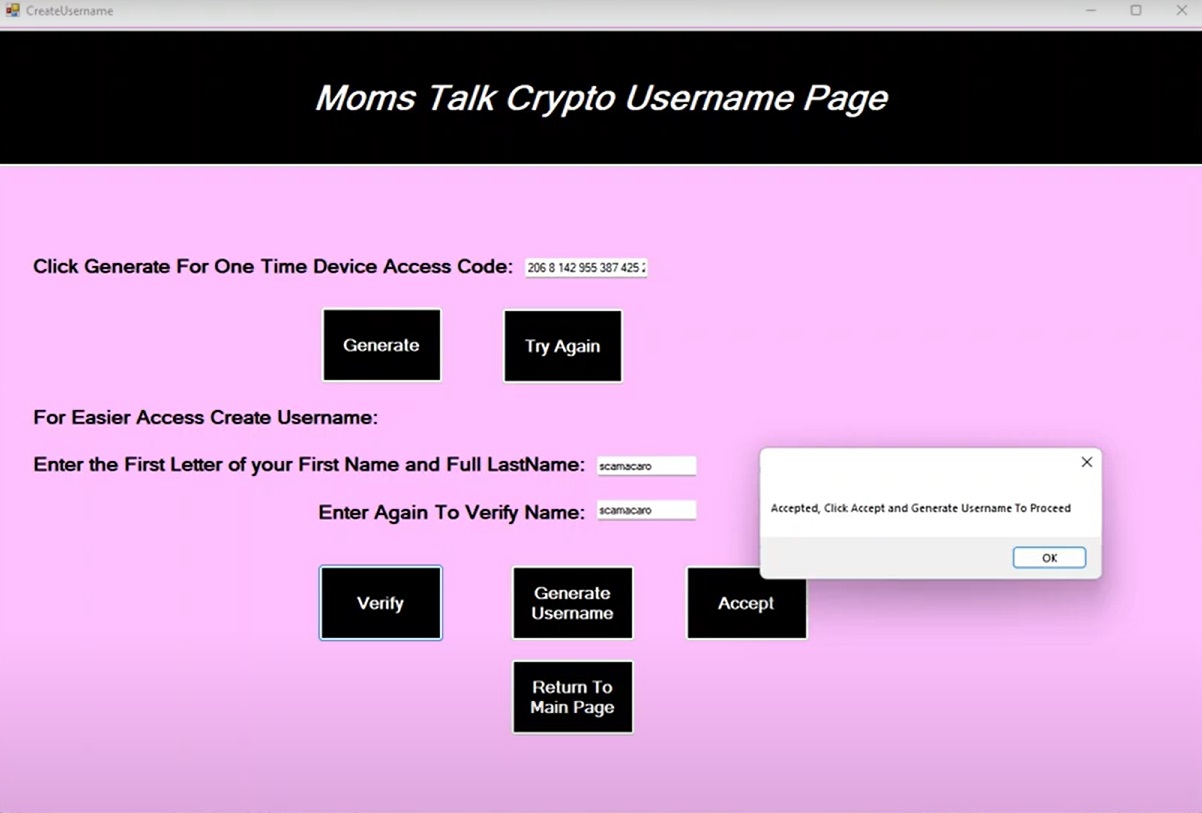 CreateUsername
Moms Talk Crypto Username Page
Click Generate For One Time Device Access Code: 206 8 142 955 387 425
Generate
Try Again
For Easier Access Create Username:
Enter the First Letter of your First Name and Full LastName: scamacaro
Enter Again To Verify Name: scamacaro
Accepted, Click Accept and Generate Username To Proceed
OK
Verify
Generate
Username
Accept
Return To
Main Page